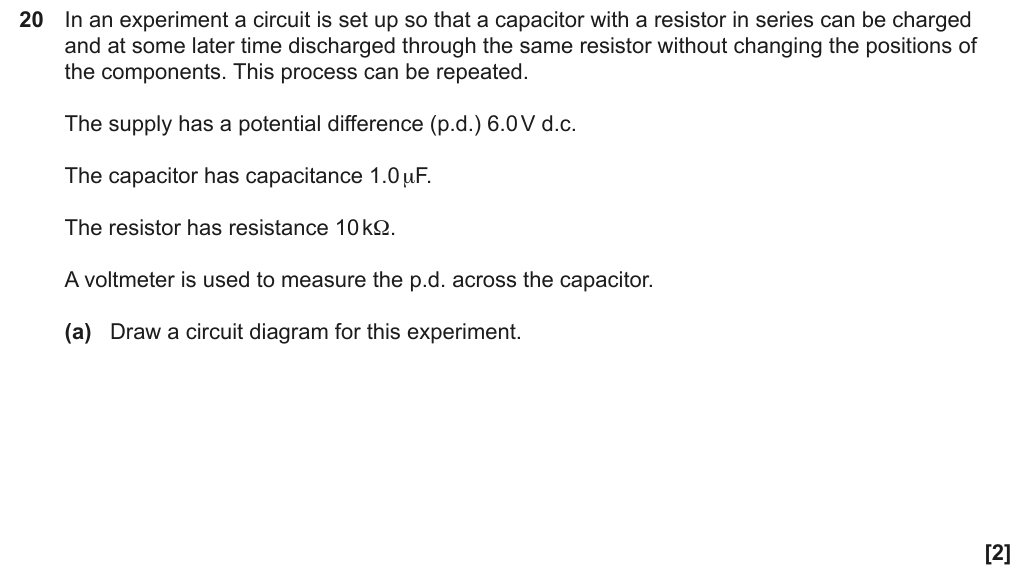 20 In an experiment a circuit is set up so that a capacitor with a resistor in series can be charged
and at some later time discharged through the same resistor without changing the positions of
the components. This process can be repeated.
The supply has a potential difference (p.d.) 6.0 V d.c.
The capacitor has capacitance 1.0 μF.
The resistor has resistance 10 kΩ.
A voltmeter is used to measure the p.d. across the capacitor.
(a) Draw a circuit diagram for this experiment.
[2]